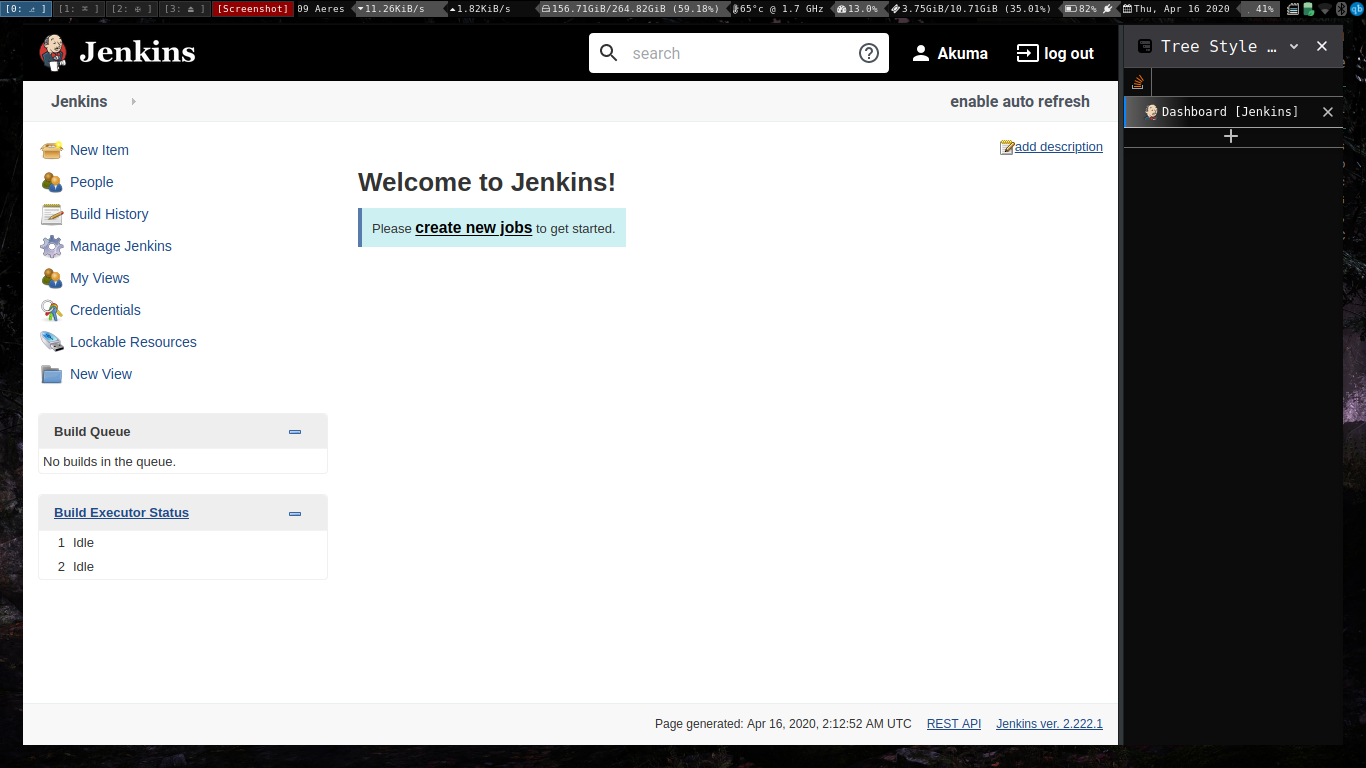 [0: ] [1: ⌘ ] [2: ✠ ] [3: ⏏ ] [Screenshot] 09 Aeres 11.26KiB/s 1.82KiB/s 156.71GiB/264.82GiB (59.18%) 65°c @ 1.7 GHz 13.0% 3.75GiB/10.71GiB (35.01%) 82% Thu, Apr 16 2020 41%
Jenkins
search
Akuma
log out
Tree Style …
Jenkins
enable auto refresh
Dashboard [Jenkins]
New Item
People
Build History
Manage Jenkins
My Views
Credentials
Lockable Resources
New View
add description
Welcome to Jenkins!
Please create new jobs to get started.
Build Queue
No builds in the queue.
Build Executor Status
1 Idle
2 Idle
Page generated: Apr 16, 2020, 2:12:52 AM UTC REST API Jenkins ver. 2.222.1